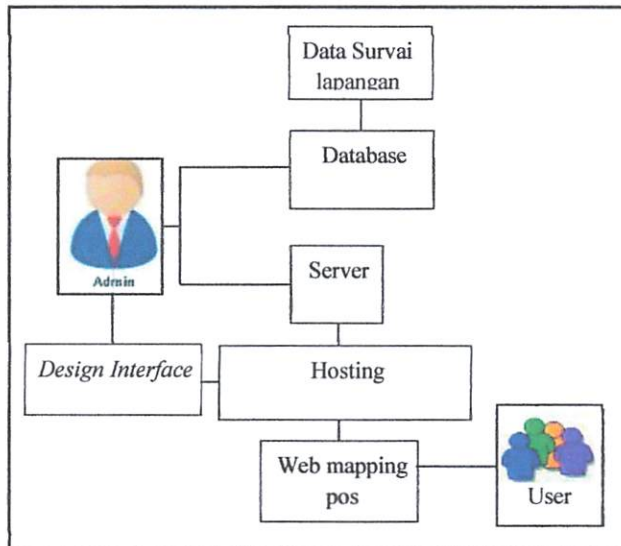 Data Survai
lapangan
Database
Admin
Server
Design Interface
Hosting
Web mapping
pos
User